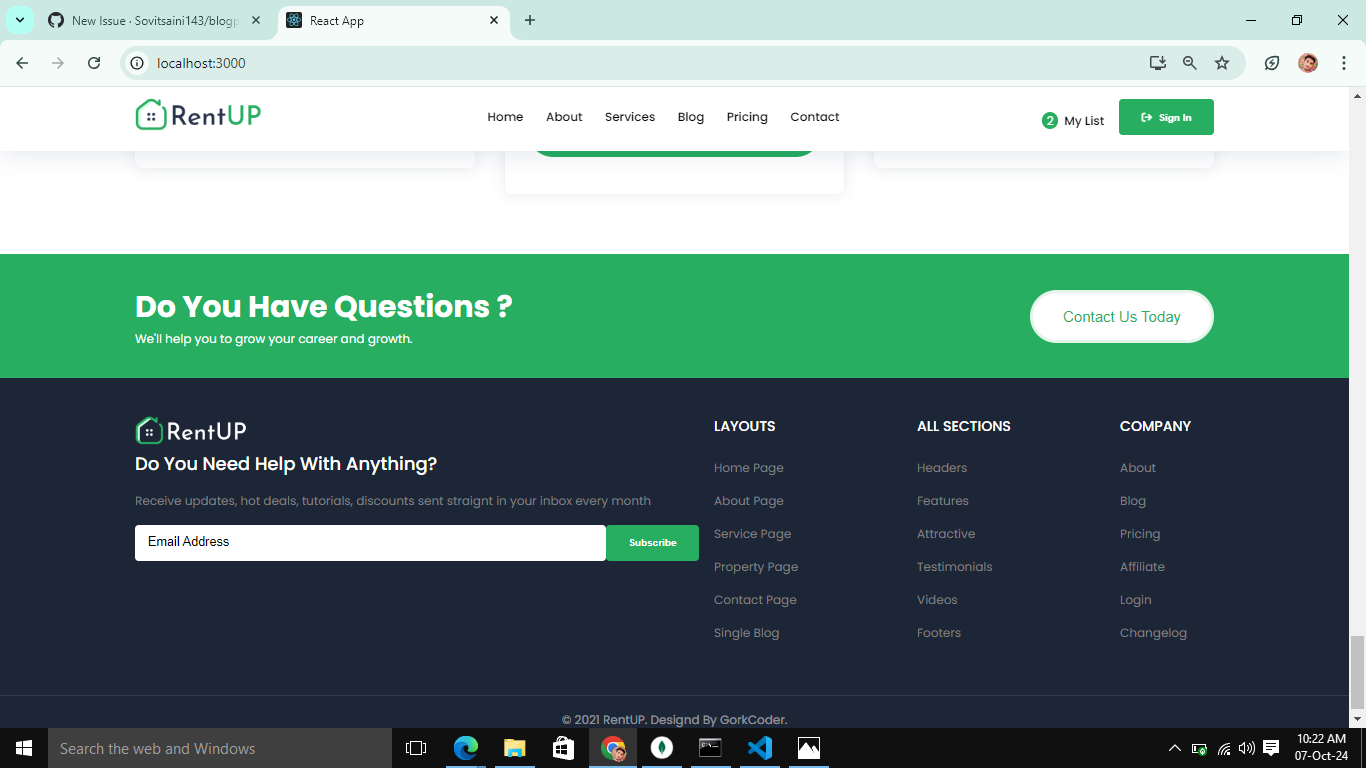 New Issue · Sovitsaini143/blogp
React App
localhost:3000
RentUP
Home About Services Blog Pricing Contact
2 My List
Sign In
Do You Have Questions ?
We'll help you to grow your career and growth.
Contact Us Today
RentUP
Do You Need Help With Anything?
Receive updates, hot deals, tutorials, discounts sent straignt in your inbox every month
Email Address
Subscribe
LAYOUTS
Home Page
About Page
Service Page
Property Page
Contact Page
Single Blog
ALL SECTIONS
Headers
Features
Attractive
Testimonials
Videos
Footers
COMPANY
About
Blog
Pricing
Affiliate
Login
Changelog
© 2021 RentUP. Designd By GorkCoder.
Search the web and Windows
10:22 AM
07-Oct-24